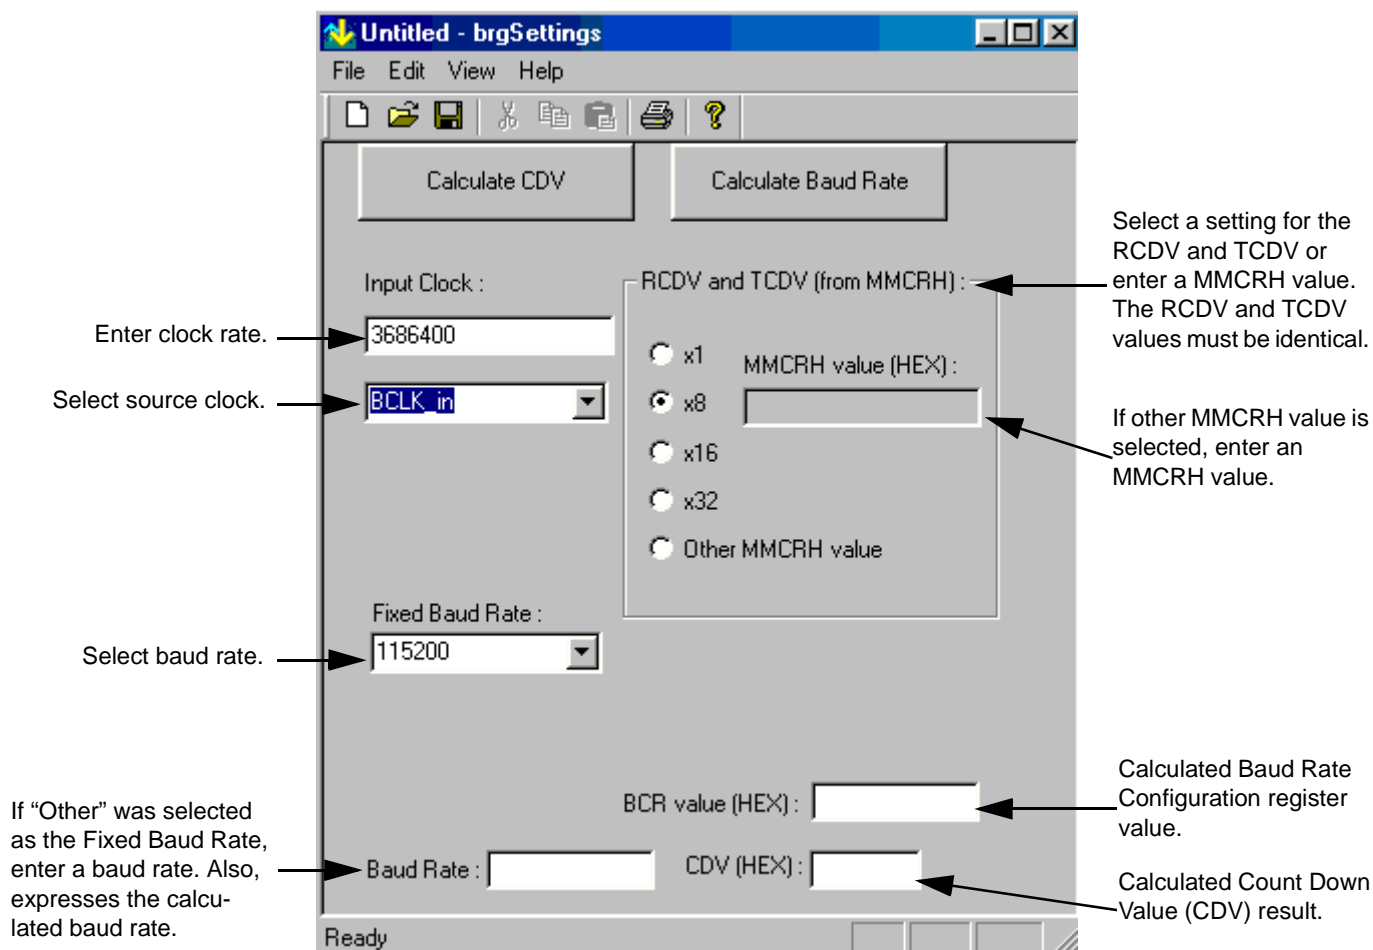 Untitled - brgSettings
File Edit View Help
Calculate CDV
Calculate Baud Rate
Input Clock :
3686400
BCLK_in
RCDV and TCDV (from MMCRH) :
x1
MMCRH value (HEX) :
x8
x16
x32
Other MMCRH value
Fixed Baud Rate :
115200
BCR value (HEX) :
Baud Rate :
CDV (HEX) :
Ready
Enter clock rate.
Select source clock.
Select baud rate.
If “Other” was selected
as the Fixed Baud Rate,
enter a baud rate. Also,
expresses the calcu-
lated baud rate.
Select a setting for the
RCDV and TCDV or
enter a MMCRH value.
The RCDV and TCDV
values must be identical.
If other MMCRH value is
selected, enter an
MMCRH value.
Calculated Baud Rate
Configuration register
value.
Calculated Count Down
Value (CDV) result.